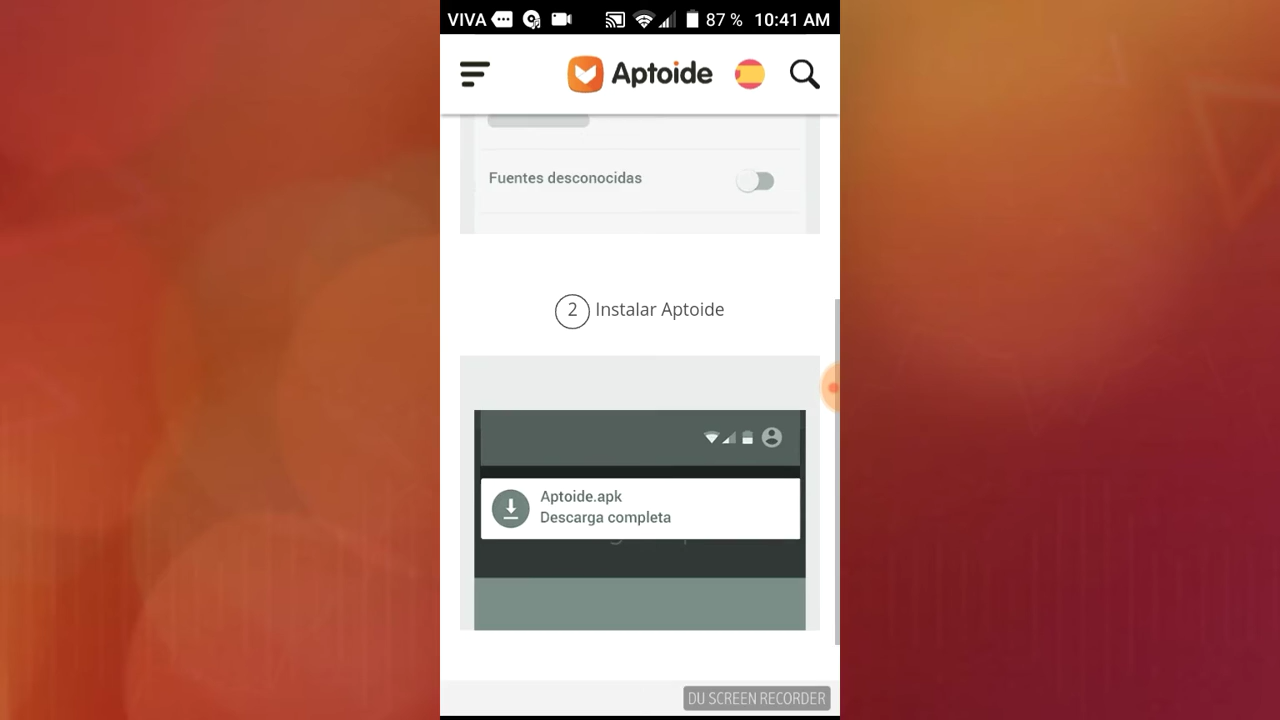 VIVA 87 % 10:41 AM
Aptoide
Fuentes desconocidas
2 Instalar Aptoide
Aptoide.apk
Descarga completa
DU SCREEN RECORDER